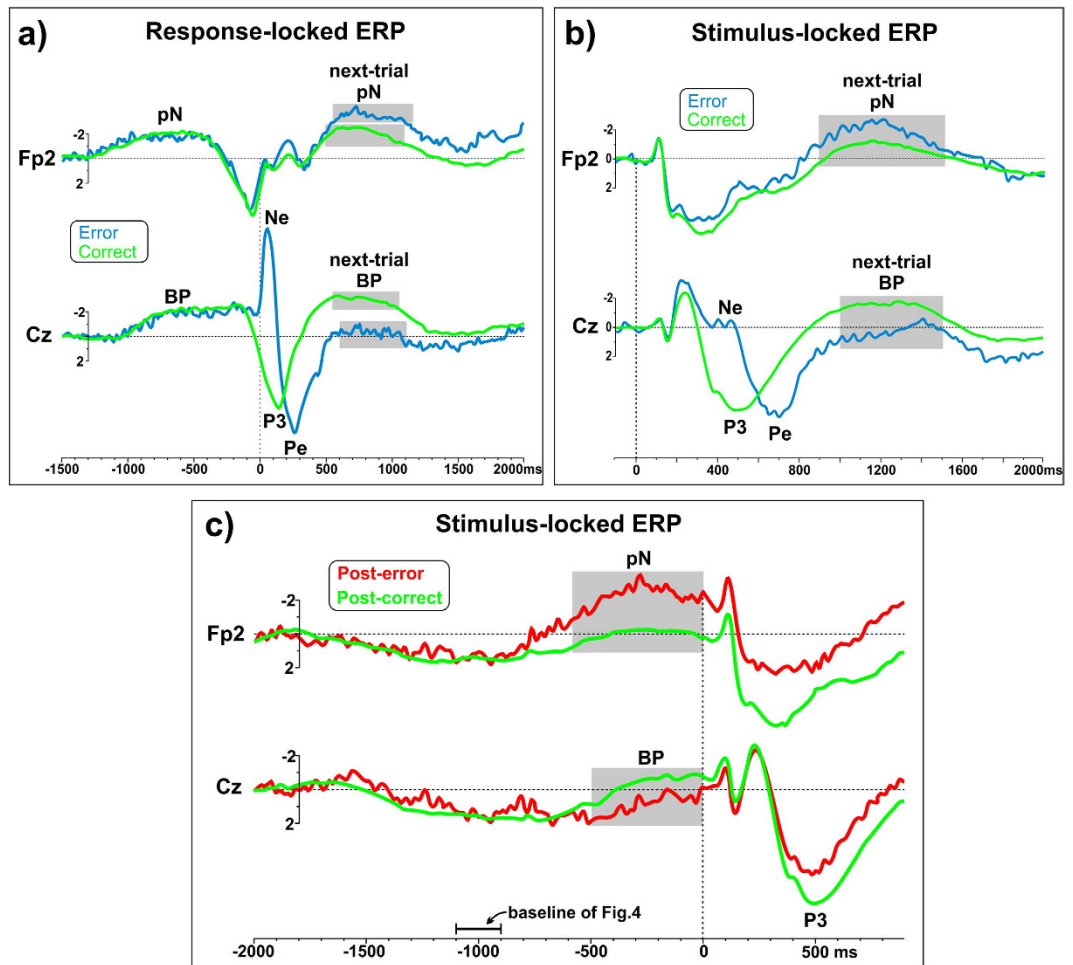 a)
Response-locked ERP
pN
next-trial
pN
-2
2
Fp2
Error
Correct
Ne
next-trial
BP
BP
-2
2
Cz
P3
Pe
-1500 -1000 -500 0 500 1000 1500 2000ms
b)
Stimulus-locked ERP
Error
Correct
next-trial
pN
-2
0
2
Fp2
next-trial
BP
Ne
-2
0
2
Cz
P3
Pe
0 400 800 1200 1600 2000ms
c)
Stimulus-locked ERP
Post-error
Post-correct
pN
-2
2
Fp2
BP
-2
2
Cz
P3
baseline of Fig.4
-2000 -1500 -1000 -500 0 500 ms